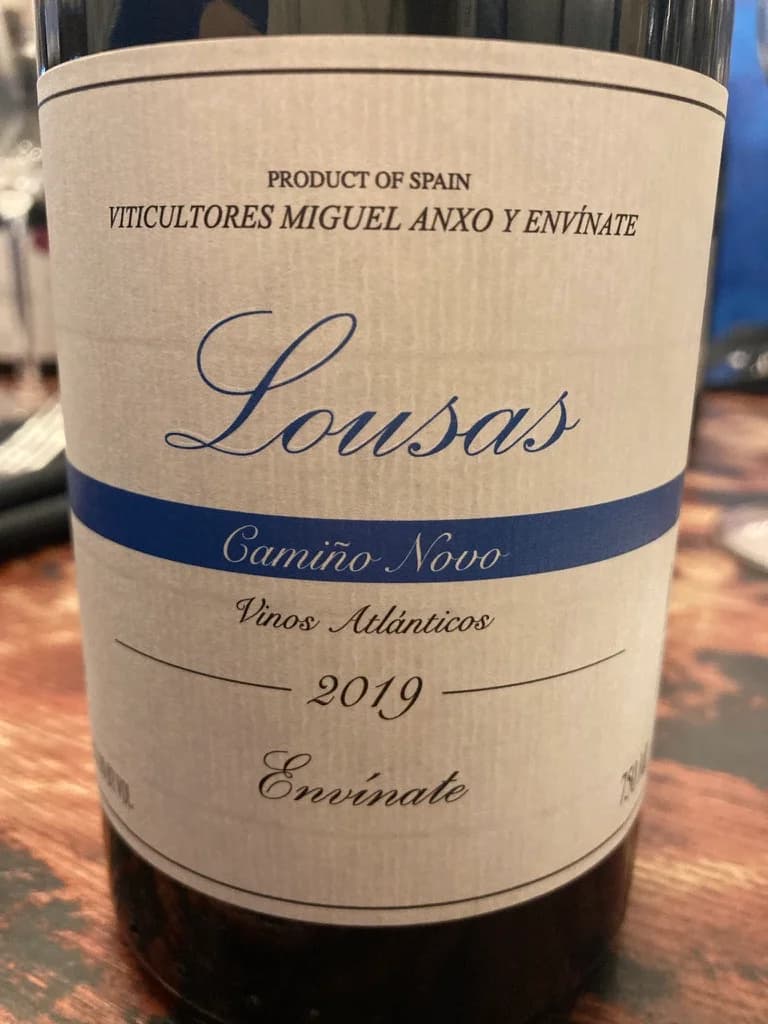 PRODUCT OF SPAIN
VITICULTORES MIGUEL ANXO Y ENVÍNATE
Lousas
Camiño Novo
Vinos Atlánticos
2019
Envínate